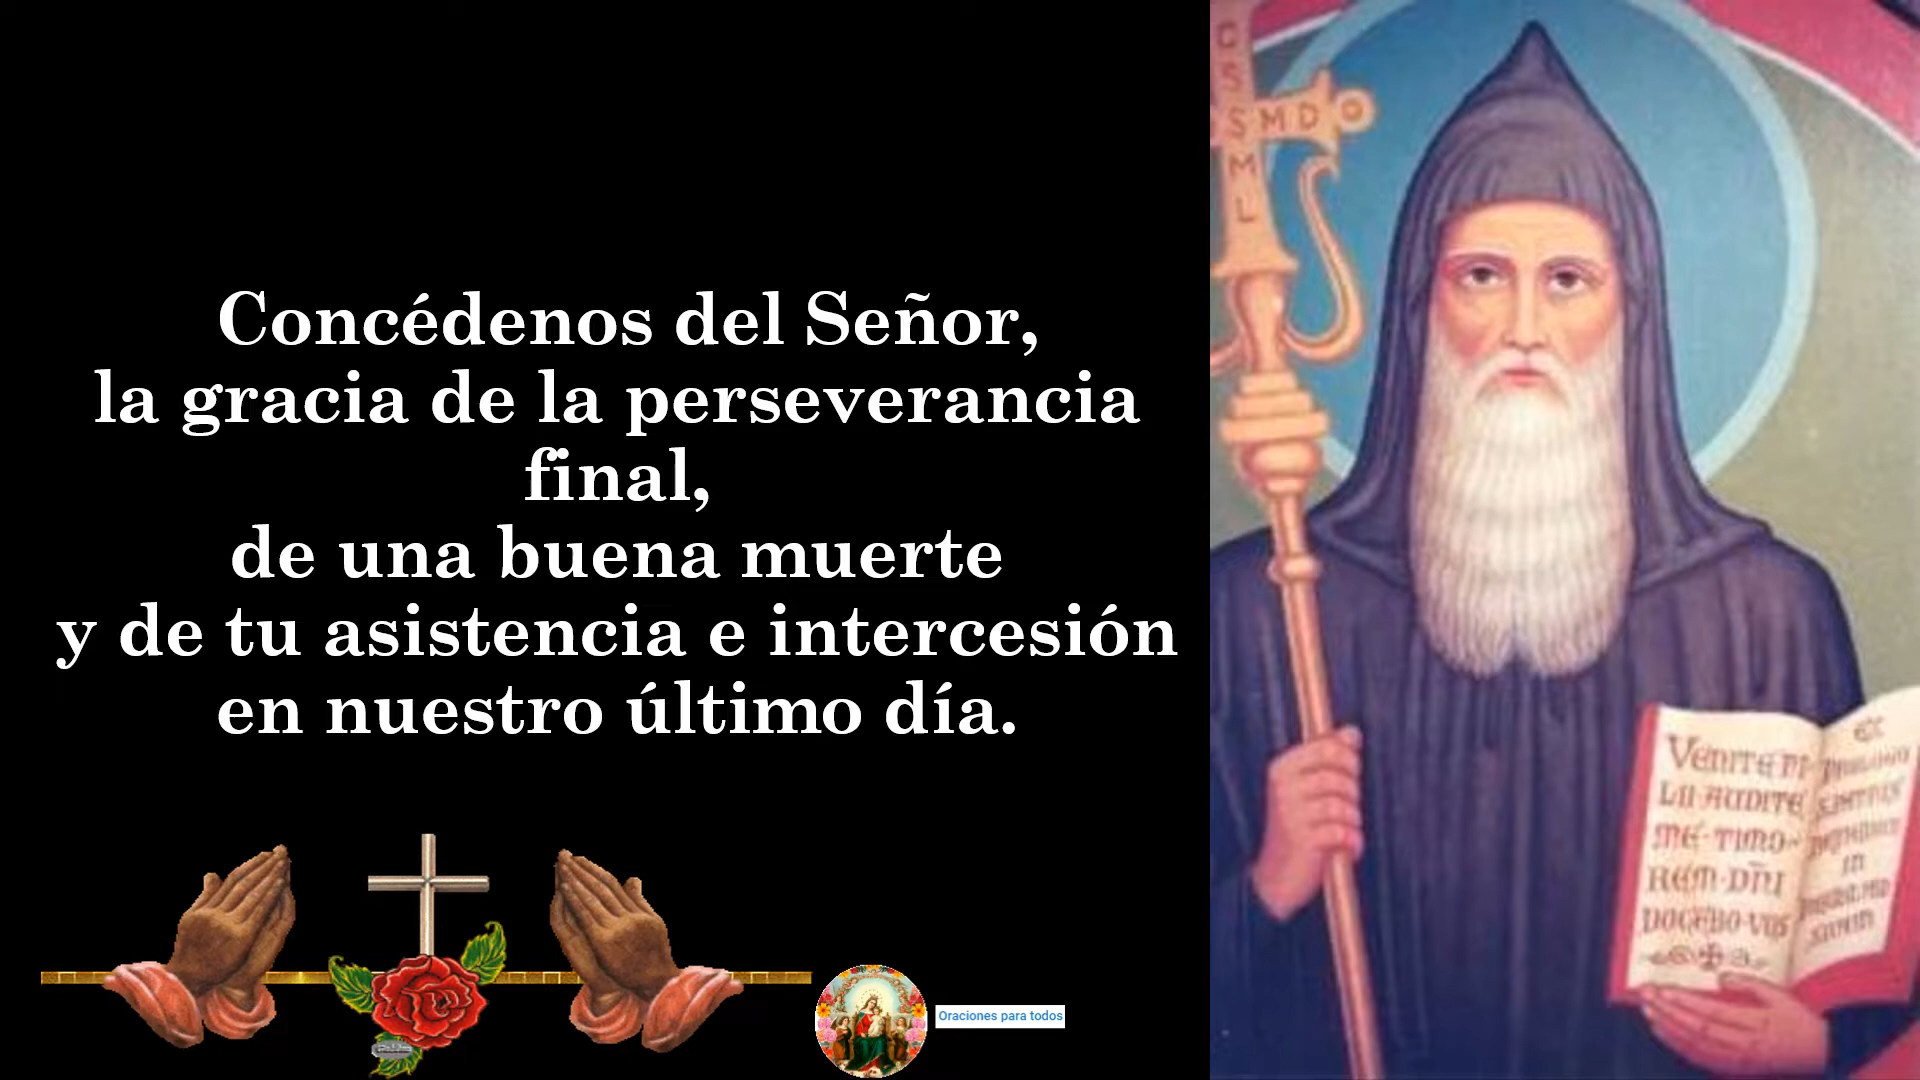 Concédenos del Señor,
la gracia de la perseverancia
final,
de una buena muerte
y de tu asistencia e intercesión
en nuestro último día.
Oraciones para todos
C
S
S M D
M
L
VENITE FI
LII AUDITE
ME·TIMO-
REM·DNI
DOCEBO·VOS
IN